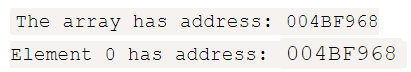 The array has address: 004BF968
Element 0 has address: 004BF968